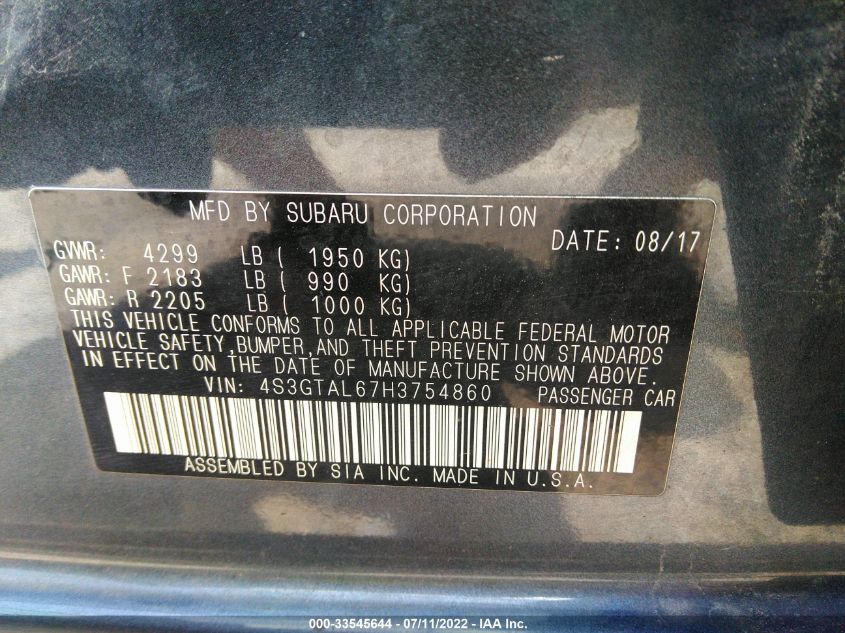 MFD BY SUBARU CORPORATION
DATE: 08/17
GVWR: 4299 LB ( 1950 KG)
GAWR: F 2183 LB ( 990 KG)
GAWR: R 2205 LB ( 1000 KG)
THIS VEHICLE CONFORMS TO ALL APPLICABLE FEDERAL MOTOR
VEHICLE SAFETY,BUMPER,AND THEFT PREVENTION STANDARDS
IN EFFECT ON THE DATE OF MANUFACTURE SHOWN ABOVE.
VIN: 4S3GTAL67H3754860 PASSENGER CAR
ASSEMBLED BY SIA INC. MADE IN U.S.A.
000-33545644 - 07/11/2022 - IAA Inc.